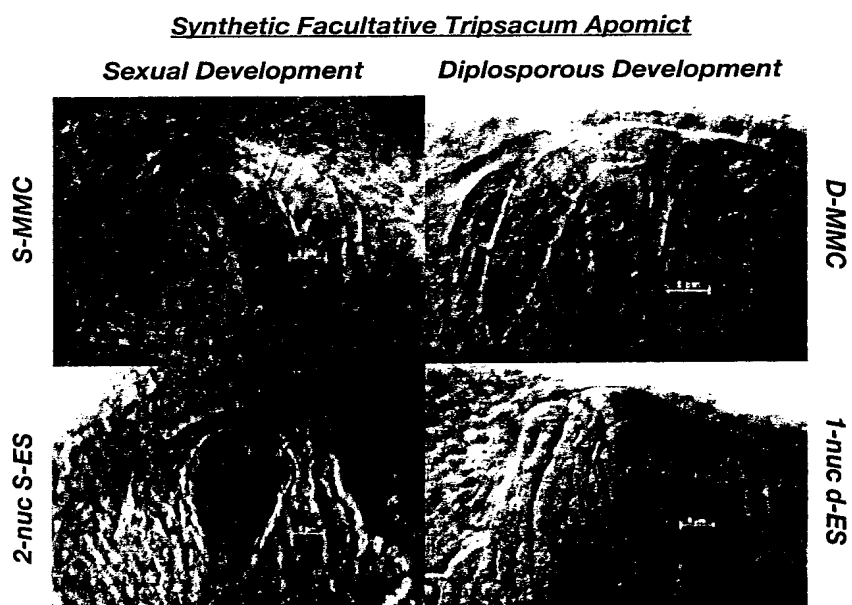 Synthetic Facultative Tripsacum Apomict
Sexual Development
Diplosporous Development
S-MMC
D-MMC
2-nuc S-ES
1-nuc d-ES